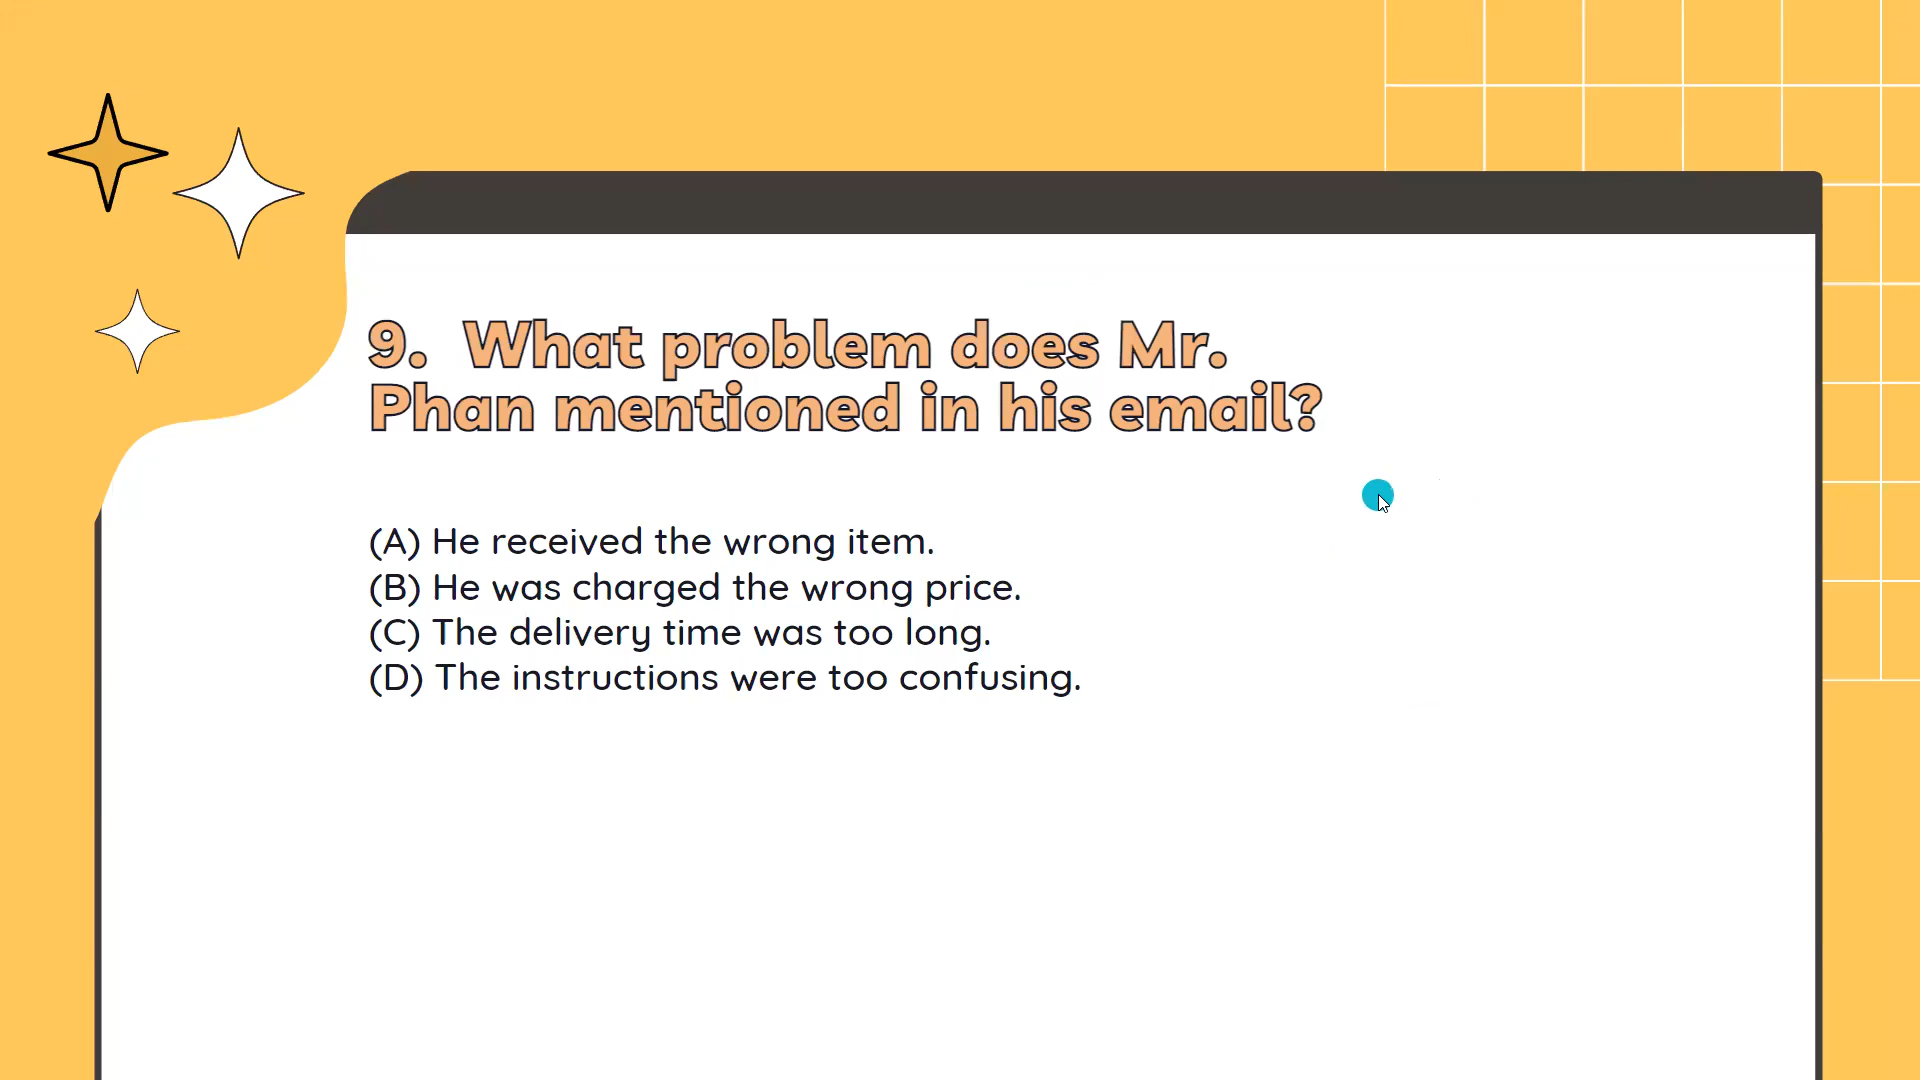 9. What problem does Mr.
Phan mentioned in his email?
(A) He received the wrong item.
(B) He was charged the wrong price.
(C) The delivery time was too long.
(D) The instructions were too confusing.